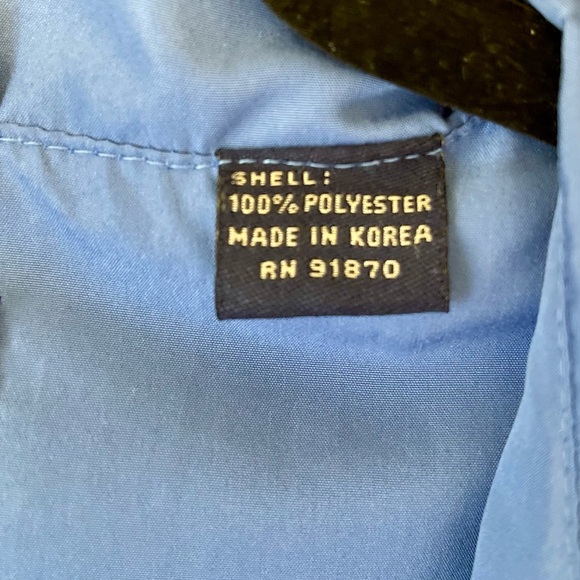 SHELL:
100% POLYESTER
MADE IN KOREA
RN 91870